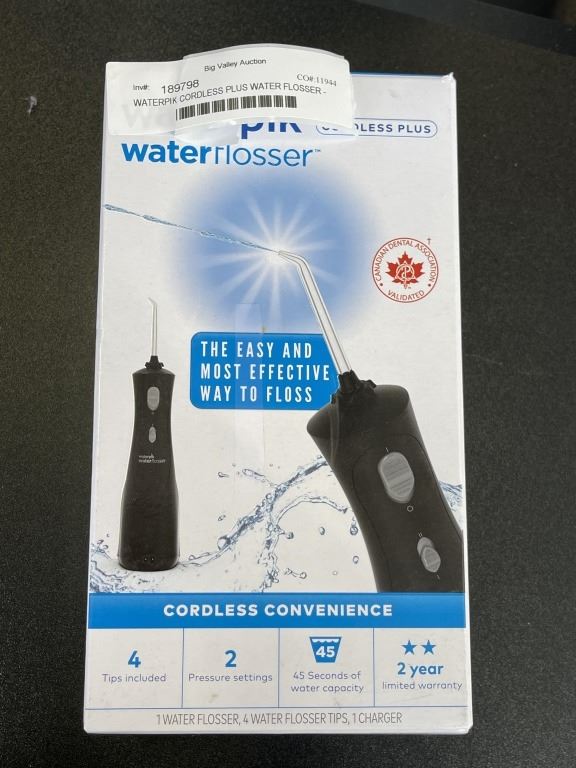 Big Valley Auction
Inv#: 189798 CO#:11944
WATERPIK CORDLESS PLUS WATER FLOSSER -
pik
CORDLESS PLUS
waterflosser™
CANADIAN DENTAL ASSOCIATION
VALIDATED
†
THE EASY AND
MOST EFFECTIVE
WAY TO FLOSS
waterpik
waterflosser
CORDLESS CONVENIENCE
4
Tips included
2
Pressure settings
45
45 Seconds of
water capacity
2 year
limited warranty
1 WATER FLOSSER, 4 WATER FLOSSER TIPS, 1 CHARGER